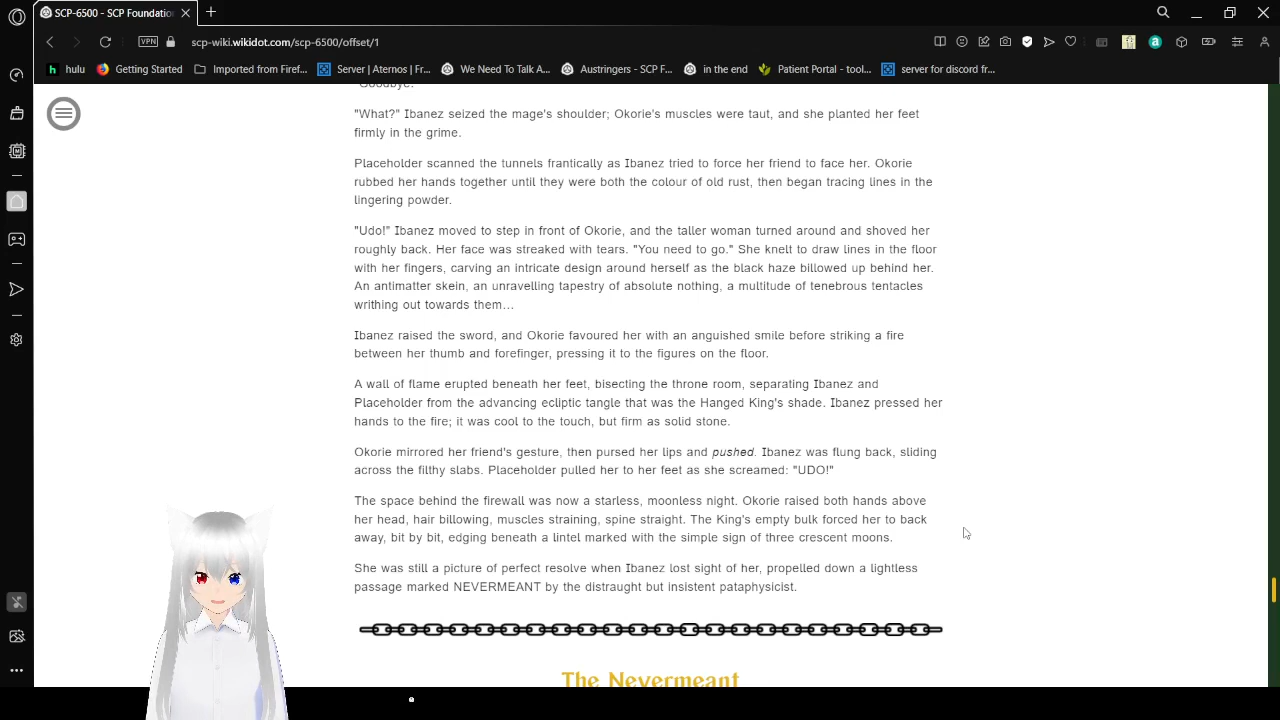 SCP-6500 - SCP Foundatio
scp-wiki.wikidot.com/scp-6500/offset/1
VPN
hulu
Getting Started
Imported from Firef...
Server | Aternos | Fr...
We Need To Talk A...
Austringers - SCP F...
in the end
Patient Portal - tool...
server for discord fr...
"Goodbye."
"What?" Ibanez seized the mage's shoulder; Okorie's muscles were taut, and she planted her feet
firmly in the grime.
Placeholder scanned the tunnels frantically as Ibanez tried to force her friend to face her. Okorie
rubbed her hands together until they were both the colour of old rust, then began tracing lines in the
lingering powder.
"Udo!" Ibanez moved to step in front of Okorie, and the taller woman turned around and shoved her
roughly back. Her face was streaked with tears. "You need to go." She knelt to draw lines in the floor
with her fingers, carving an intricate design around herself as the black haze billowed up behind her.
An antimatter skein, an unravelling tapestry of absolute nothing, a multitude of tenebrous tentacles
writhing out towards them…
Ibanez raised the sword, and Okorie favoured her with an anguished smile before striking a fire
between her thumb and forefinger, pressing it to the figures on the floor.
A wall of flame erupted beneath her feet, bisecting the throne room, separating Ibanez and
Placeholder from the advancing ecliptic tangle that was the Hanged King's shade. Ibanez pressed her
hands to the fire; it was cool to the touch, but firm as solid stone.
Okorie mirrored her friend's gesture, then pursed her lips and pushed. Ibanez was flung back, sliding
across the filthy slabs. Placeholder pulled her to her feet as she screamed: "UDO!"
The space behind the firewall was now a starless, moonless night. Okorie raised both hands above
her head, hair billowing, muscles straining, spine straight. The King's empty bulk forced her to back
away, bit by bit, edging beneath a lintel marked with the simple sign of three crescent moons.
She was still a picture of perfect resolve when Ibanez lost sight of her, propelled down a lightless
passage marked NEVERMEANT by the distraught but insistent pataphysicist.
The Nevermeant